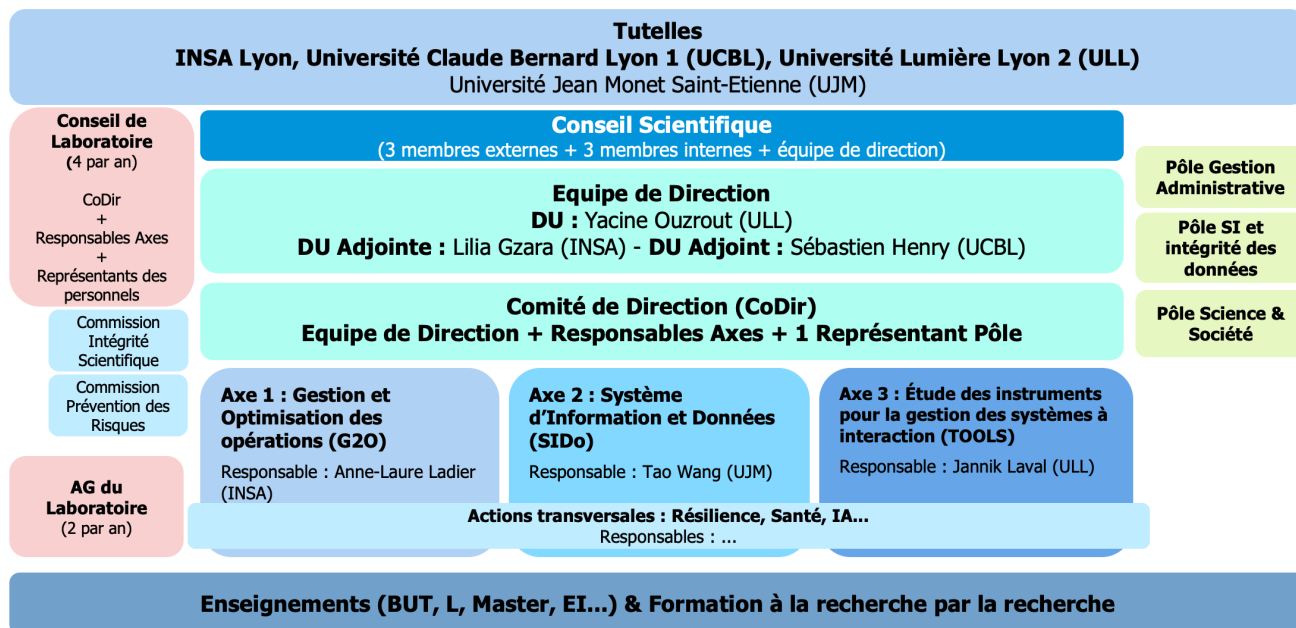 Tutelles
INSA Lyon, Université Claude Bernard Lyon 1 (UCBL), Université Lumière Lyon 2 (ULL)
Université Jean Monet Saint-Etienne (UJM)
Conseil de
Laboratoire
(4 par an)
CoDir
+
Responsables Axes
+
Représentants des
personnels
Commission
Intégrité
Scientifique
Commission
Prévention des
Risques
AG du
Laboratoire
(2 par an)
Conseil Scientifique
(3 membres externes + 3 membres internes + équipe de direction)
Equipe de Direction
DU : Yacine Ouzrout (ULL)
DU Adjointe : Lilia Gzara (INSA) - DU Adjoint : Sébastien Henry (UCBL)
Comité de Direction (CoDir)
Equipe de Direction + Responsables Axes + 1 Représentant Pôle
Pôle Gestion
Administrative
Pôle SI et
intégrité des
données
Pôle Science &
Société
Axe 1 : Gestion et
Optimisation des
opérations (G2O)
Responsable : Anne-Laure Ladier
(INSA)
Axe 2 : Système
d'Information et Données
(SIDo)
Responsable : Tao Wang (UJM)
Axe 3 : Étude des instruments
pour la gestion des systèmes à
interaction (TOOLS)
Responsable : Jannik Laval (ULL)
Actions transversales : Résilience, Santé, IA...
Responsables : ...
Enseignements (BUT, L, Master, EI...) & Formation à la recherche par la recherche